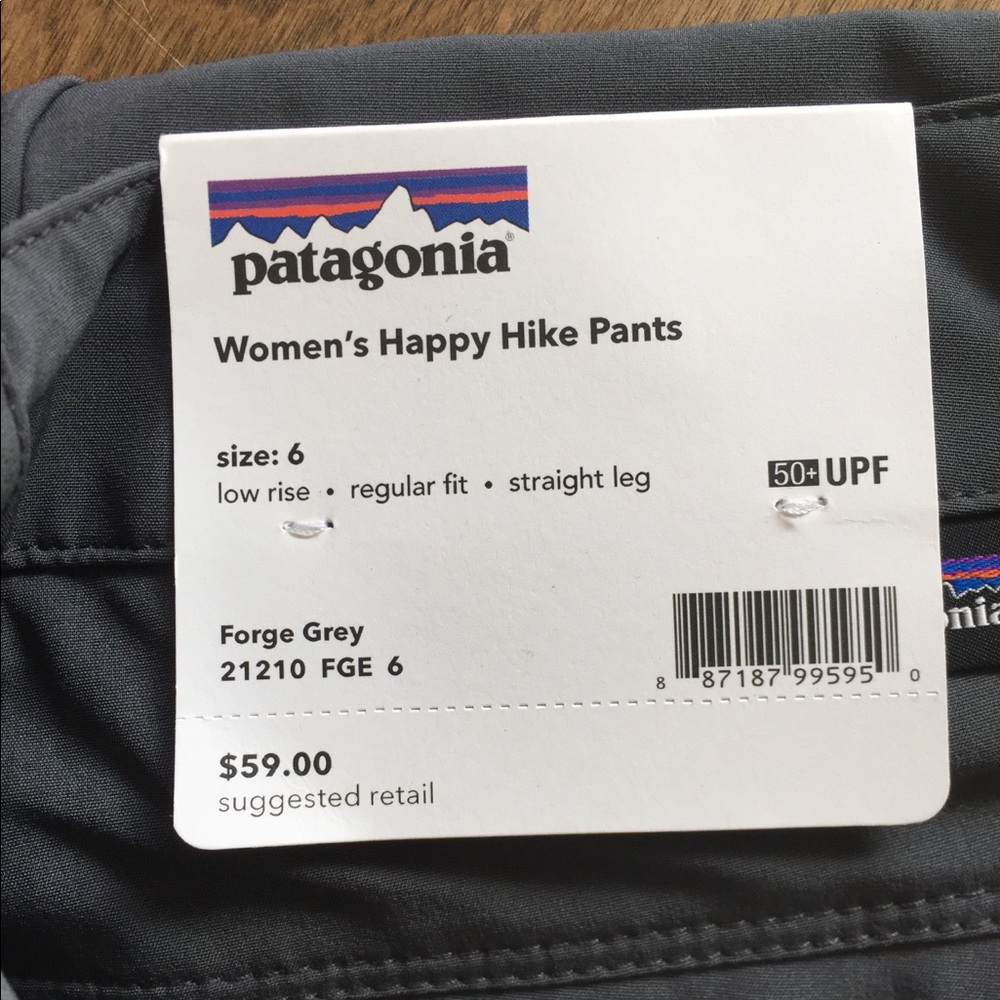 patagonia®
Women's Happy Hike Pants
size: 6
low rise • regular fit • straight leg
50+ UPF
Forge Grey
21210 FGE 6
8 87187 99595 0
$59.00
suggested retail
nia